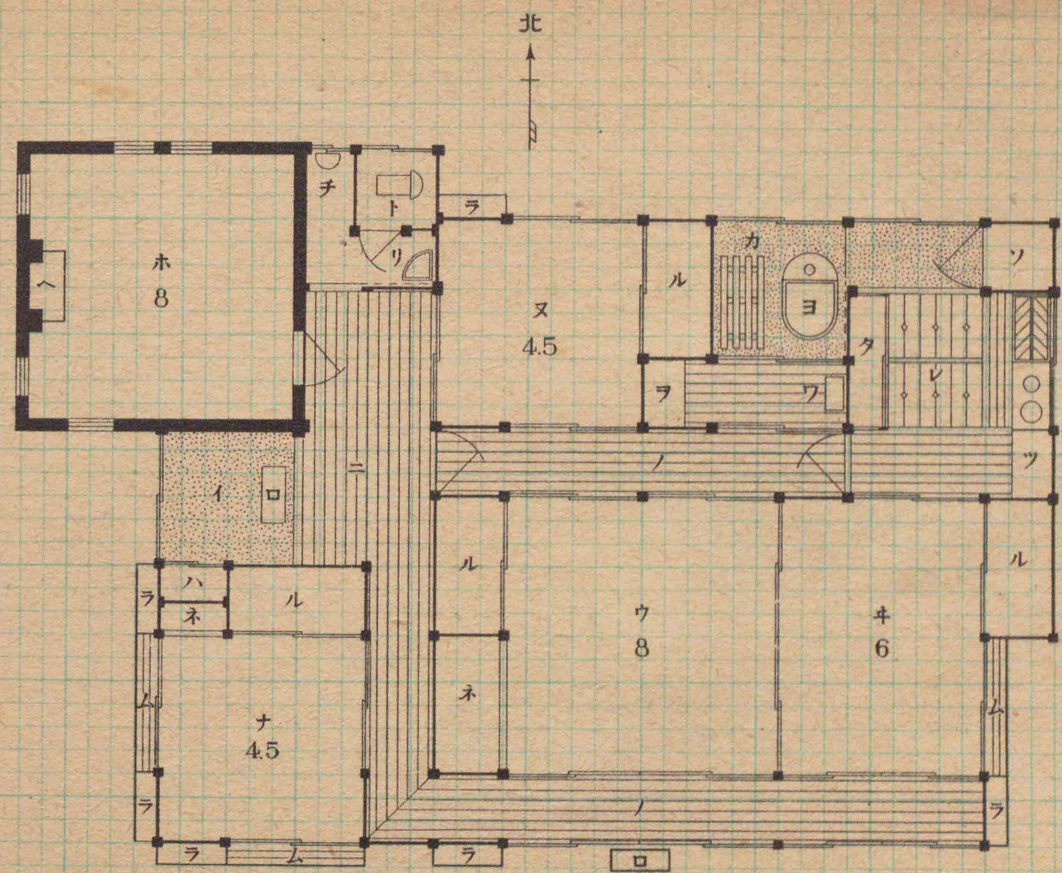 北
チ
ト
ラ
リ
カ
ソ
ホ
8
ヘ
ル
ヨ
ヌ
4.5
タ
レ
ヲ
ワ
ニ
ノ
ツ
イ
ロ
ハ
ル
ラ
ネ
ル
ウ
8
ヰ
6
ル
ネ
ム
ナ
4.5
ム
ラ
ノ
ラ
ラ
ム
ラ
ロ